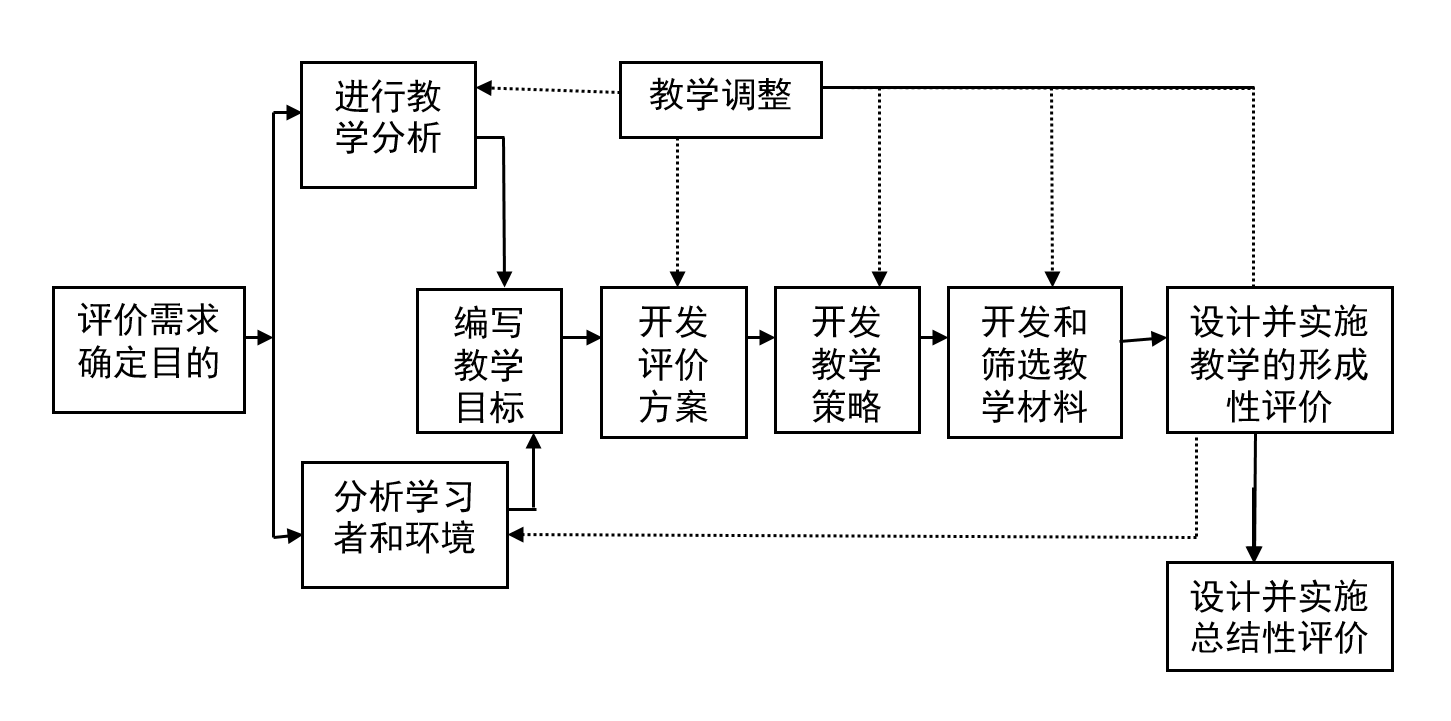 进行教
学分析
教学调整
评价需求
确定目的
编写
教学
目标
开发
评价
方案
开发
教学
策略
开发和
筛选教
学材料
设计并实施
教学的形成
性评价
分析学习
者和环境
设计并实施
总结性评价